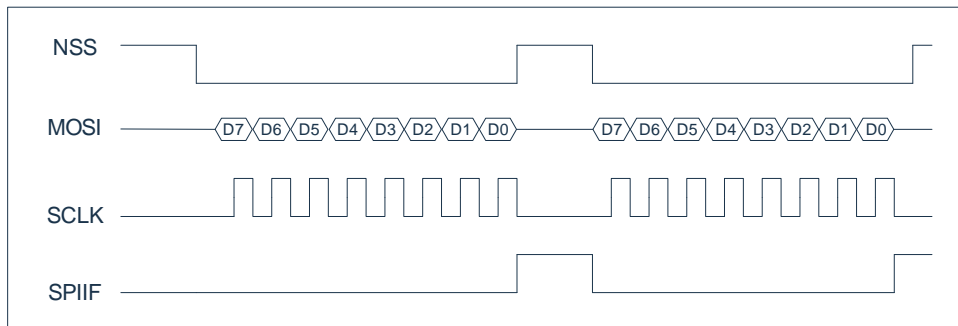 NSS
MOSI D7 D6 D5 D4 D3 D2 D1 D0 D7 D6 D5 D4 D3 D2 D1 D0
SCLK
SPIIF